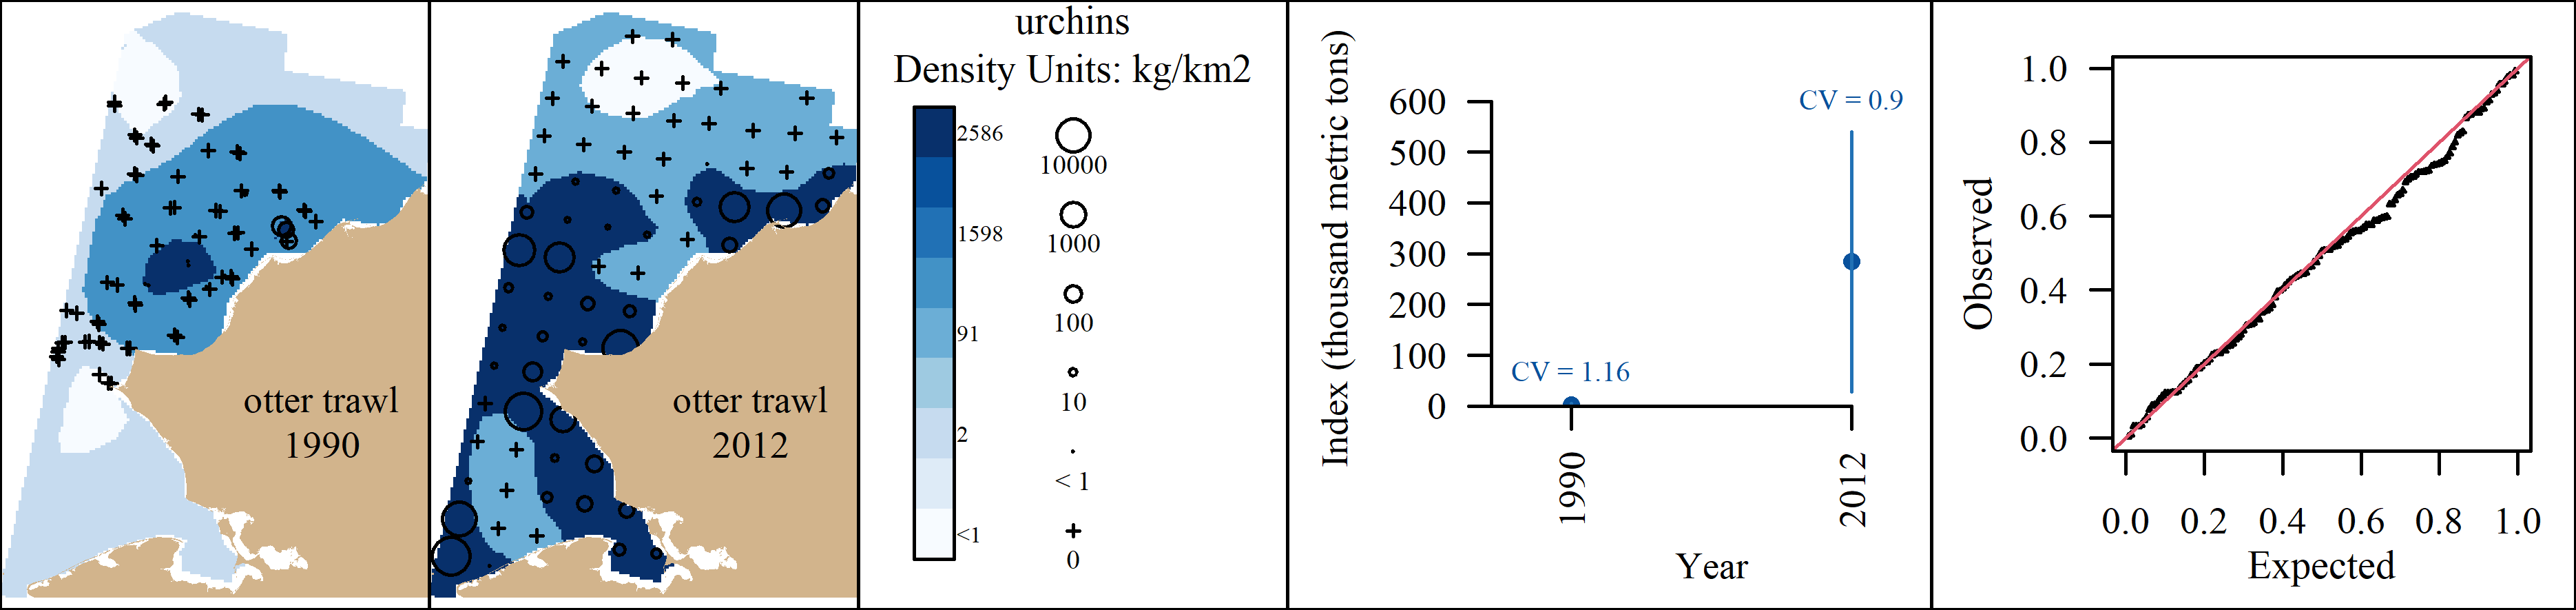 otter trawl
1990
otter trawl
2012
urchins
Density Units: kg/km2
2586
1598
91
2
<1
10000
1000
100
10
< 1
0
Index (thousand metric tons)
600
500
400
300
200
100
0
CV = 1.16
CV = 0.9
1990
2012
Year
Observed
1.0
0.8
0.6
0.4
0.2
0.0
0.0 0.2 0.4 0.6 0.8 1.0
Expected